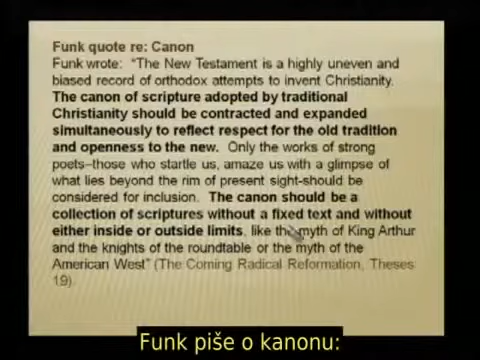 Funk quote re: Canon
Funk wrote: "The New Testament is a highly uneven and
biased record of orthodox attempts to invent Christianity.
The canon of scripture adopted by traditional
Christianity should be contracted and expanded
simultaneously to reflect respect for the old tradition
and openness to the new. Only the works of strong
poets–those who startle us, amaze us with a glimpse of
what lies beyond the rim of present sight-should be
considered for inclusion. The canon should be a
collection of scriptures without a fixed text and without
either inside or outside limits, like the myth of King Arthur
and the knights of the roundtable or the myth of the
American West" (The Coming Radical Reformation, Theses
19)
Funk piše o kanonu: